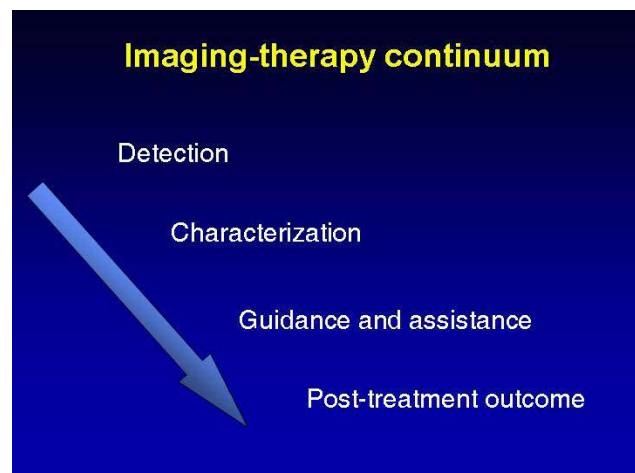 Imaging-therapy continuum
Detection
Characterization
Guidance and assistance
Post-treatment outcome